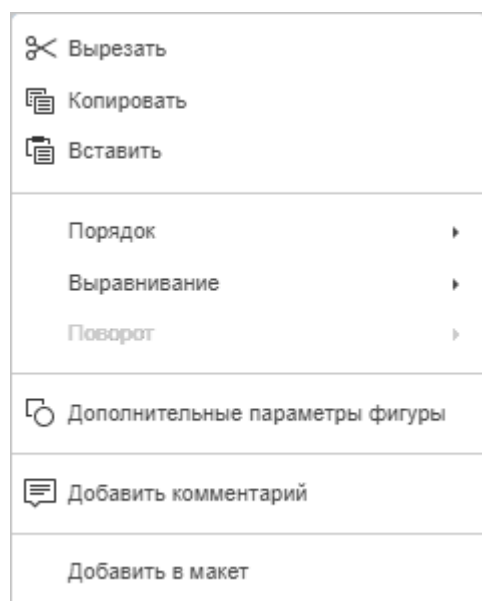 Вырезать
Копировать
Вставить
Порядок
Выравнивание
Поворот
Дополнительные параметры фигуры
Добавить комментарий
Добавить в макет